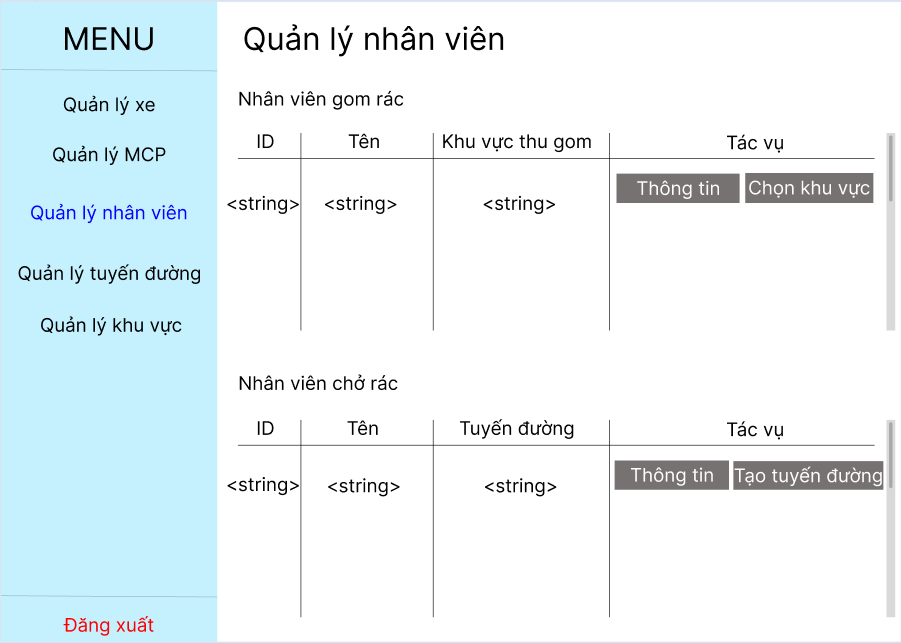 MENU
Quản lý xe
Quản lý MCP
Quản lý nhân viên
Quản lý tuyến đường
Quản lý khu vực
Đăng xuất
Quản lý nhân viên
Nhân viên gom rác
ID Tên Khu vực thu gom Tác vụ
<string> <string> <string> Thông tin Chọn khu vực
Nhân viên chở rác
ID Tên Tuyến đường Tác vụ
<string> <string> <string> Thông tin Tạo tuyến đường